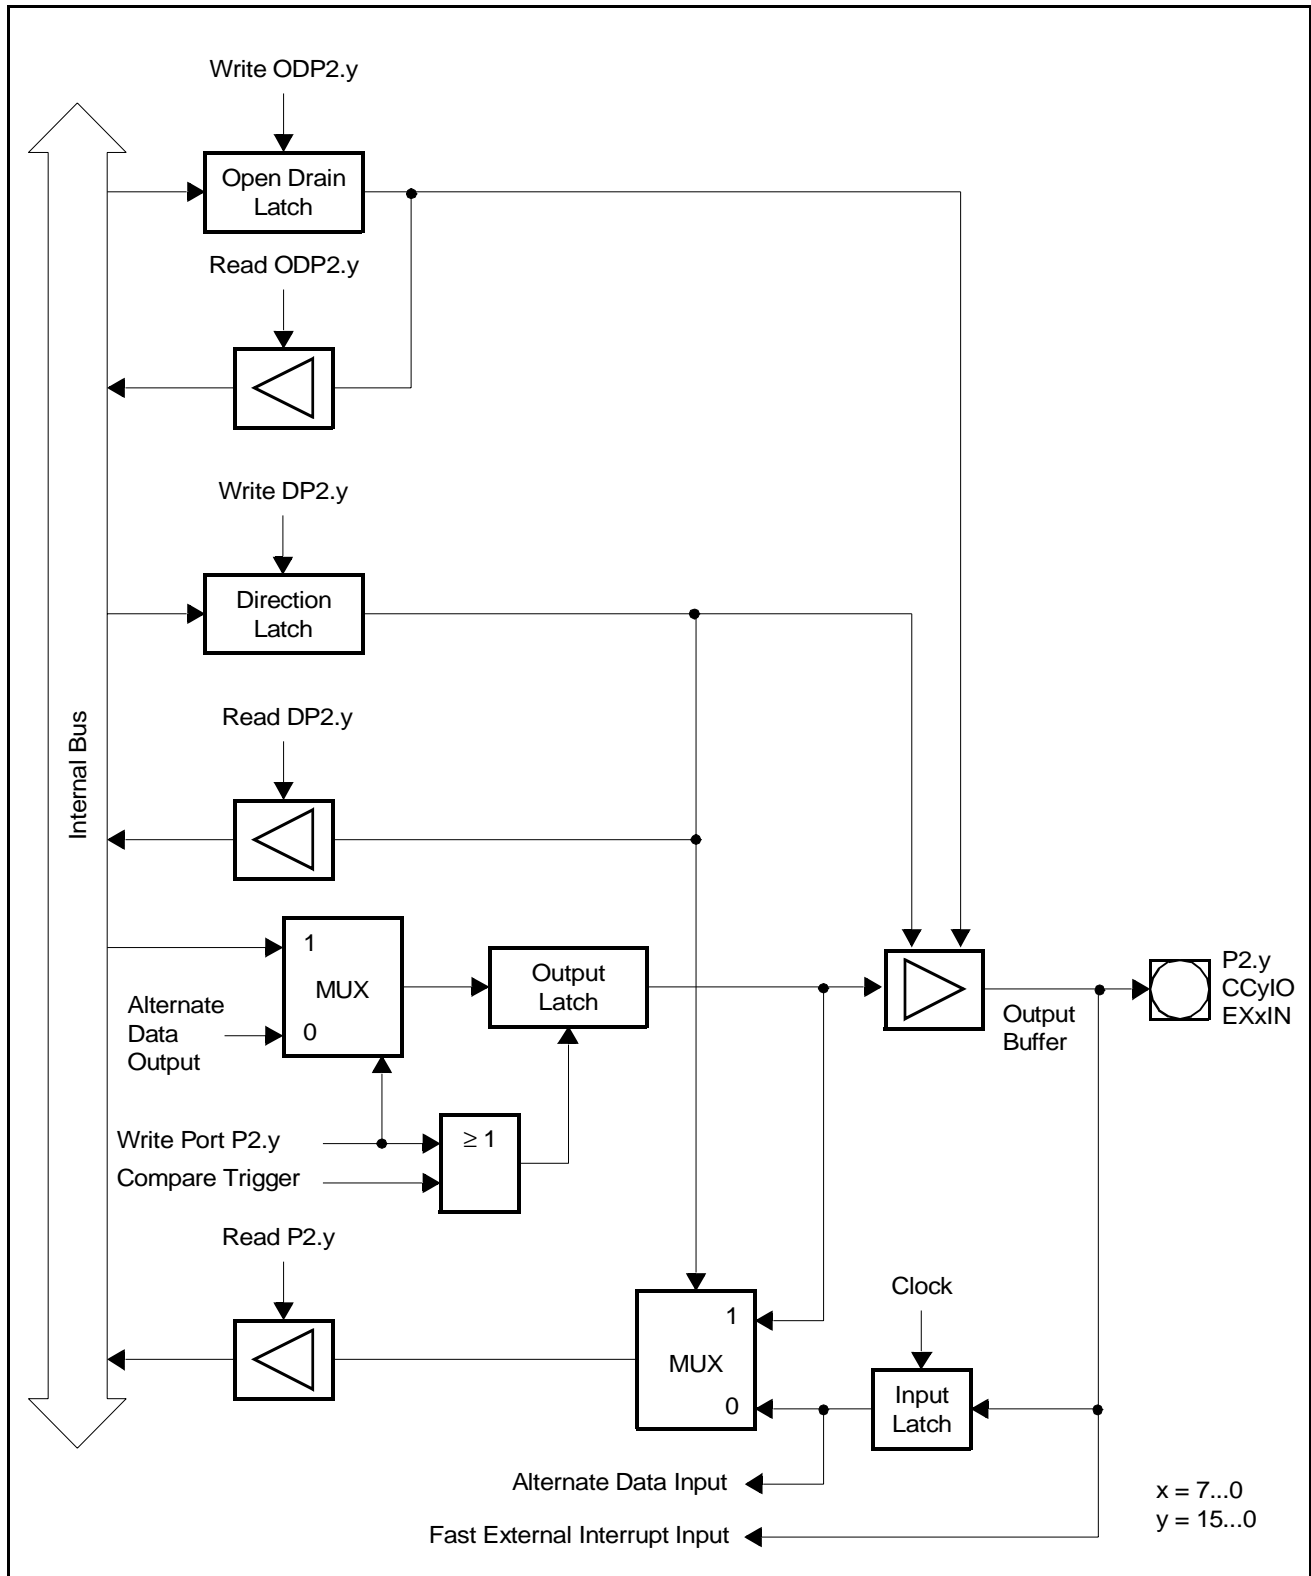 Write ODP2.y
Open Drain
Latch
Read ODP2.y
Write DP2.y
Direction
Latch
Internal Bus
Read DP2.y
1
MUX
0
Alternate
Data
Output
Output
Latch
Output
Buffer
P2.y
CCyIO
EXxIN
Write Port P2.y
≥ 1
Compare Trigger
Read P2.y
Clock
1
MUX
0
Input
Latch
Alternate Data Input
Fast External Interrupt Input
x = 7...0
y = 15...0